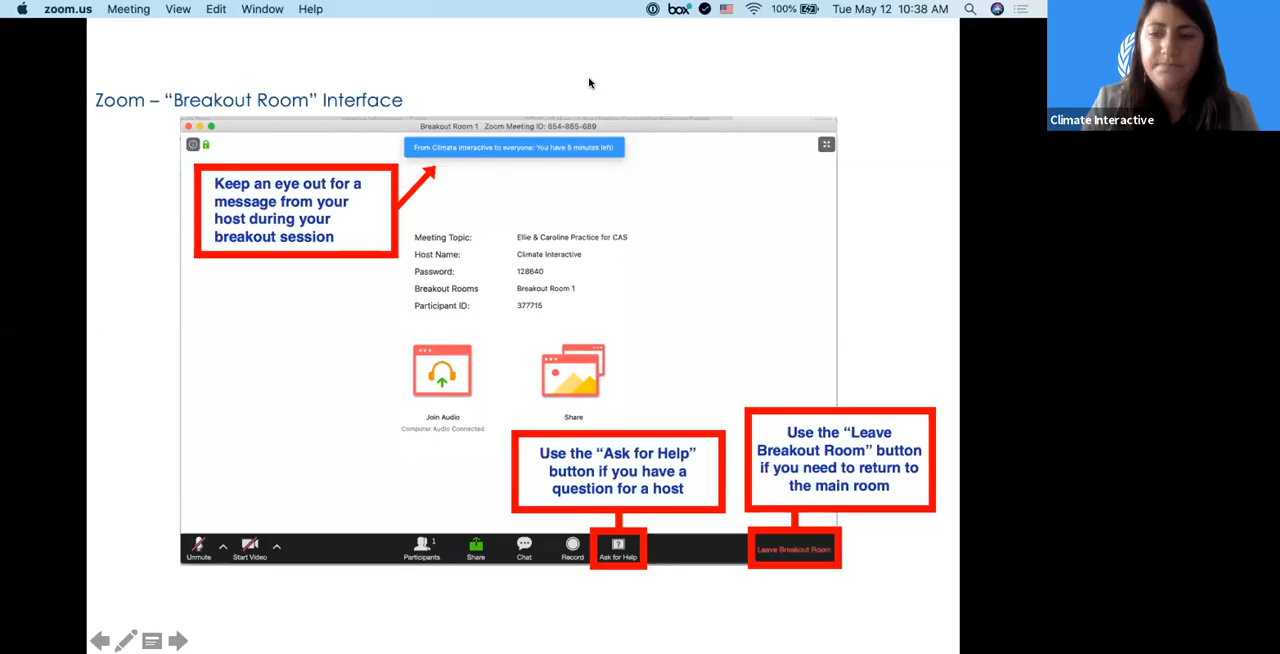 zoom.us Meeting View Edit Window Help
box 100% Tue May 12 10:38 AM
Climate Interactive
Zoom – “Breakout Room” Interface
Breakout Room 1 Zoom Meeting ID: 854-885-689
From Climate Interactive to everyone: You have 5 minutes left!
Keep an eye out for a
message from your
host during your
breakout session
Meeting Topic: Ellie & Caroline Practice for CAS
Host Name: Climate Interactive
Password: 128640
Breakout Rooms Breakout Room 1
Participant ID: 377715
Join Audio
Computer Audio Connected
Share
Use the “Ask for Help”
button if you have a
question for a host
Use the “Leave
Breakout Room” button
if you need to return to
the main room
Unmute Start Video Participants 1 Share Chat Record Ask for Help Leave Breakout Room